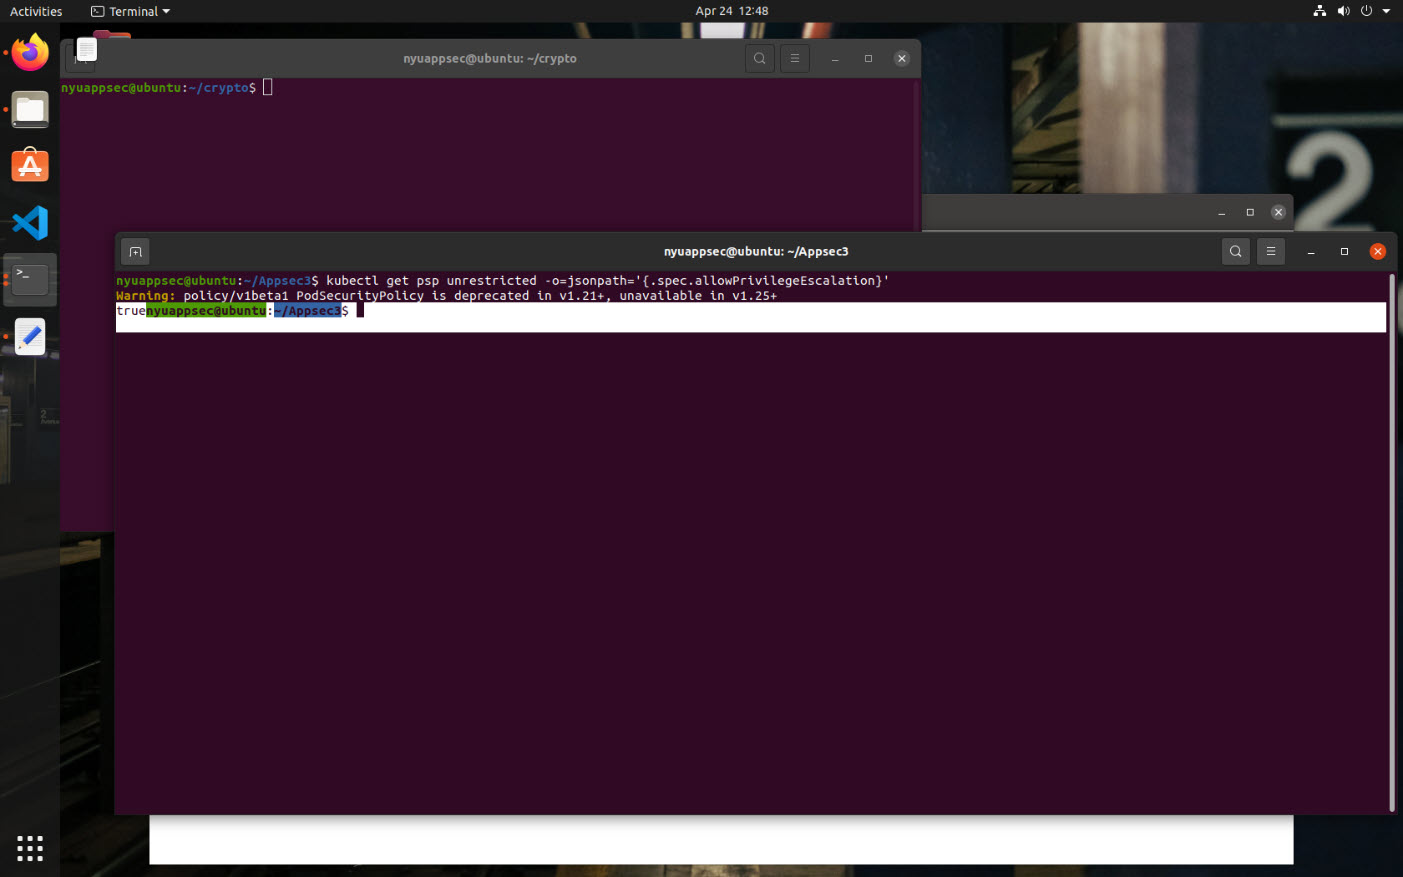 Activities
Terminal
Apr 24 12:48
nyuappsec@ubuntu: ~/crypto
nyuappsec@ubuntu:~/crypto$
2
nyuappsec@ubuntu: ~/Appsec3
nyuappsec@ubuntu:~/Appsec3$ kubectl get psp unrestricted -o=jsonpath='{.spec.allowPrivilegeEscalation}'
Warning: policy/v1beta1 PodSecurityPolicy is deprecated in v1.21+, unavailable in v1.25+
truenyuappsec@ubuntu:~/Appsec3$
2